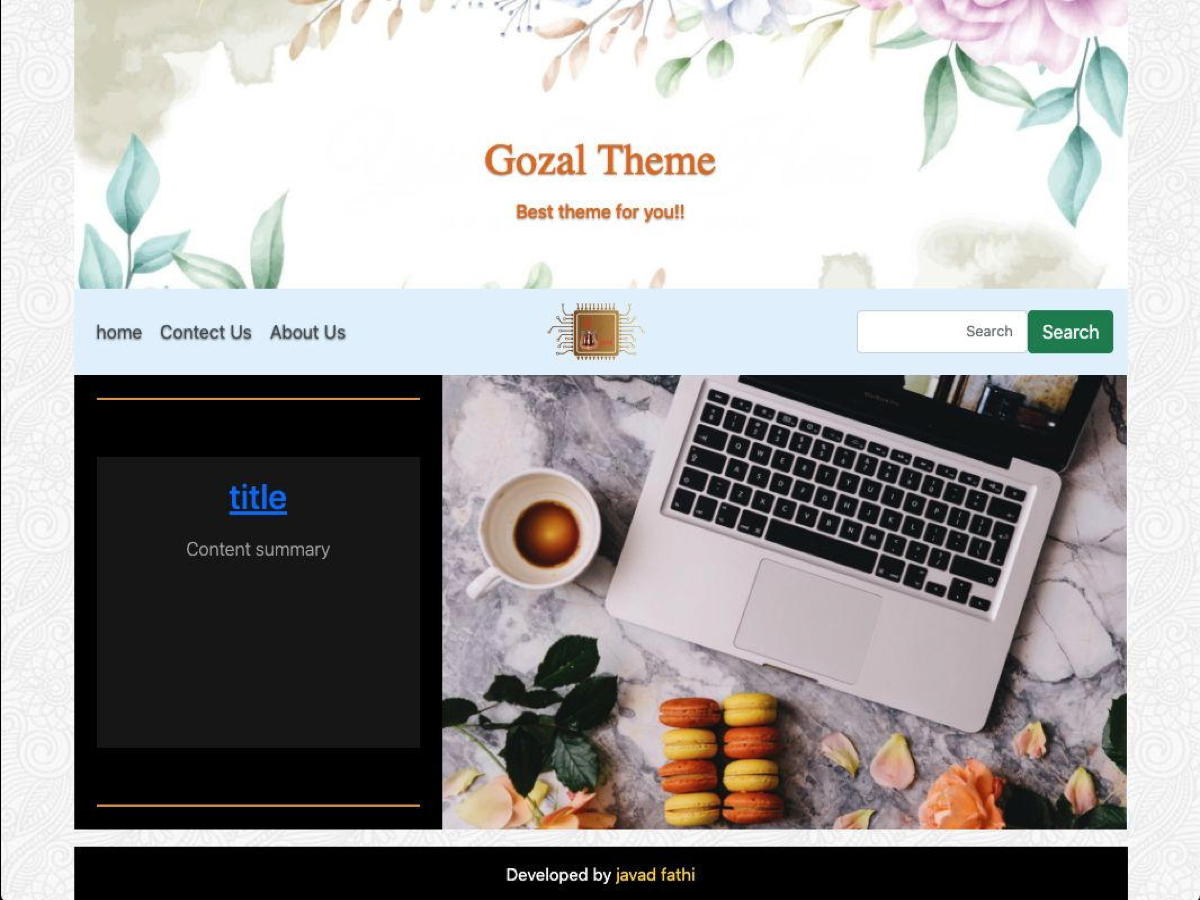 Gozal Theme
Best theme for you!!
home Contect Us About Us
Search Search
title
Content summary
Developed by javad fathi